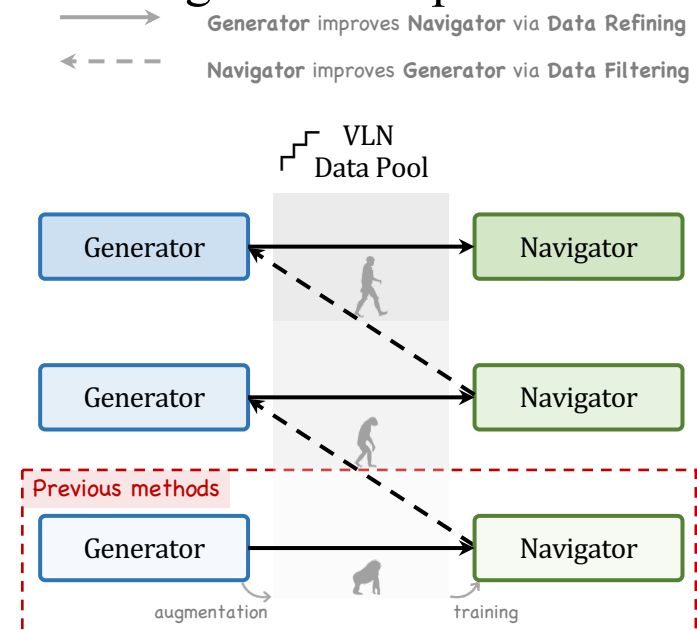 Generator improves Navigator via Data Refining
Navigator improves Generator via Data Filtering
VLN
Data Pool
Generator
Navigator
Generator
Navigator
Previous methods
Generator
Navigator
augmentation
training